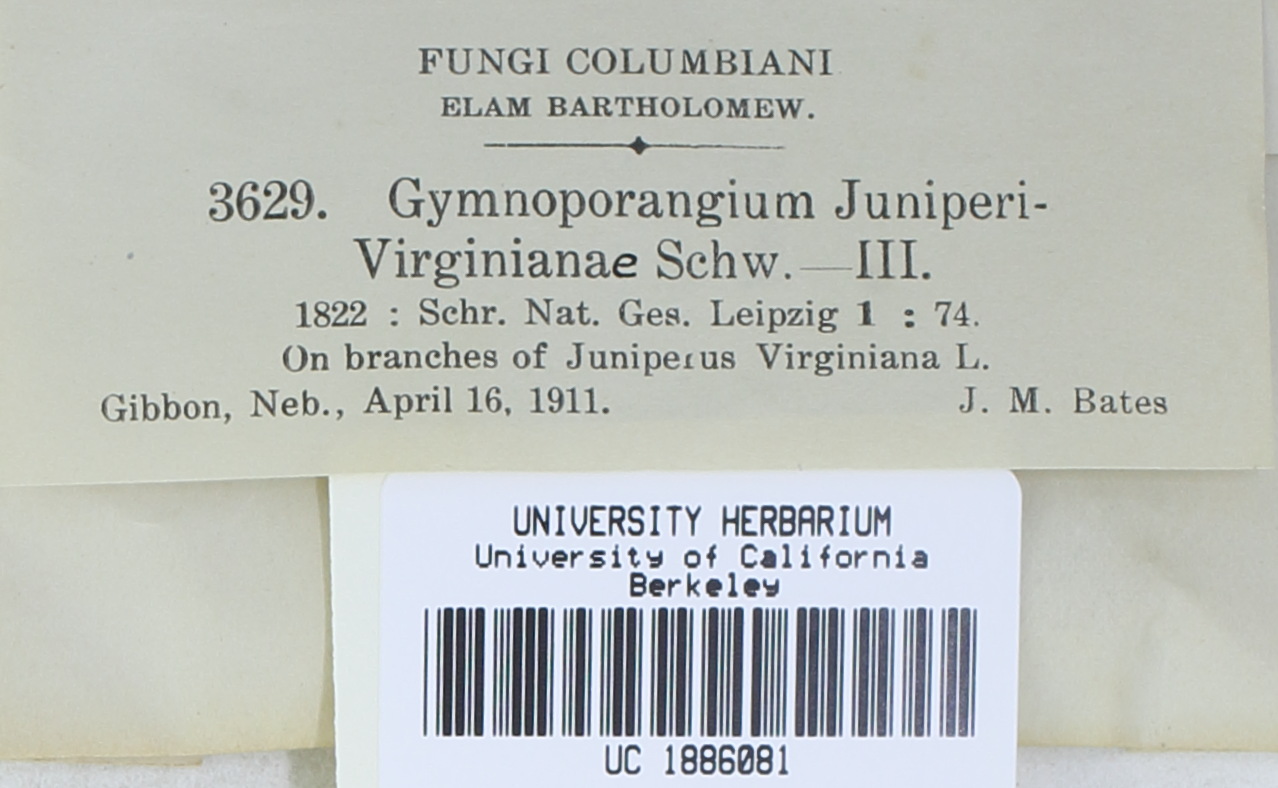 FUNGI COLUMBIANI
ELAM BARTHOLOMEW.
3629. Gymnoporangium Juniperi-
Virginianae Schw.—III.
1822 : Schr. Nat. Ges. Leipzig 1 : 74.
On branches of Juniperus Virginiana L.
Gibbon, Neb., April 16, 1911. J. M. Bates
UNIVERSITY HERBARIUM
University of California
Berkeley
UC 1886081